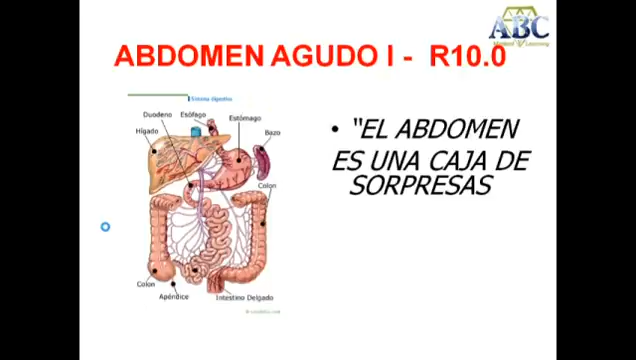 ABC
ABDOMEN AGUDO I - R10.0
Sistema digestivo
Duodeno
Esófago
Estómago
Hígado
Bazo
Colon
• "EL ABDOMEN
ES UNA CAJA DE
SORPRESAS
Colon
Apéndice
Intestino Delgado